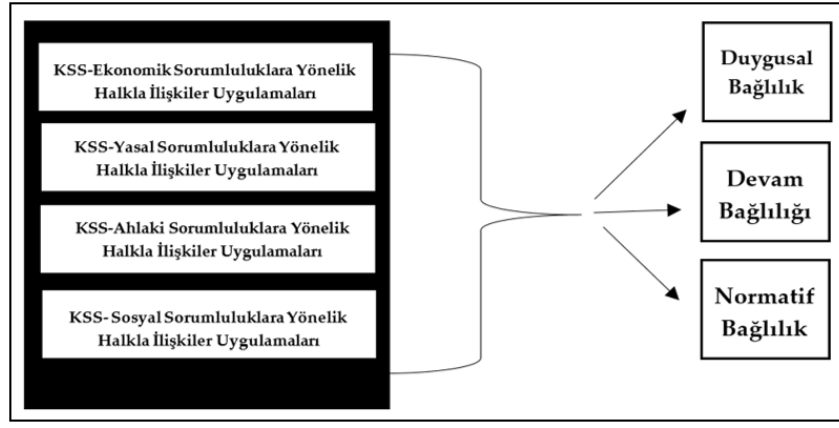 KSS-Ekonomik Sorumluluklara Yönelik
Halkla İlişkiler Uygulamaları
KSS-Yasal Sorumluluklara Yönelik
Halkla İlişkiler Uygulamaları
KSS-Ahlaki Sorumluluklara Yönelik
Halkla İlişkiler Uygulamaları
KSS- Sosyal Sorumluluklara Yönelik
Halkla İlişkiler Uygulamaları
Duygusal
Bağlılık
Devam
Bağlılığı
Normatif
Bağlılık